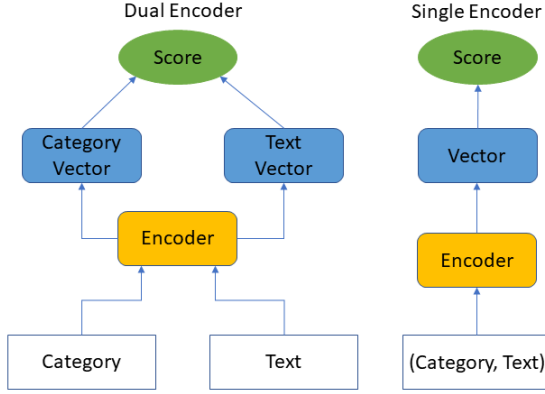 Dual Encoder
Single Encoder
Score
Score
Category
Vector
Text
Vector
Vector
Encoder
Encoder
Category
Text
(Category, Text)